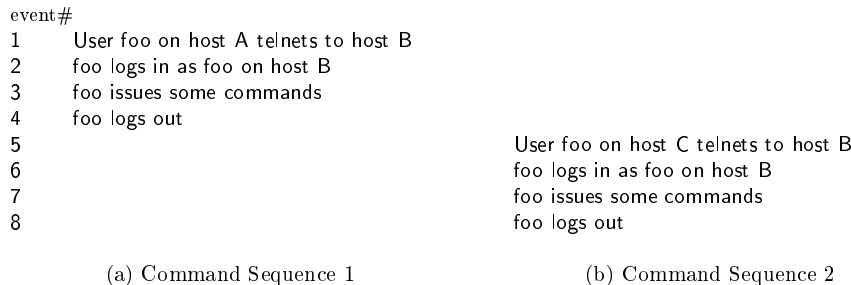 event#
1 User foo on host A telnets to host B
2 foo logs in as foo on host B
3 foo issues some commands
4 foo logs out
5 User foo on host C telnets to host B
6 foo logs in as foo on host B
7 foo issues some commands
8 foo logs out
(a) Command Sequence 1 (b) Command Sequence 2